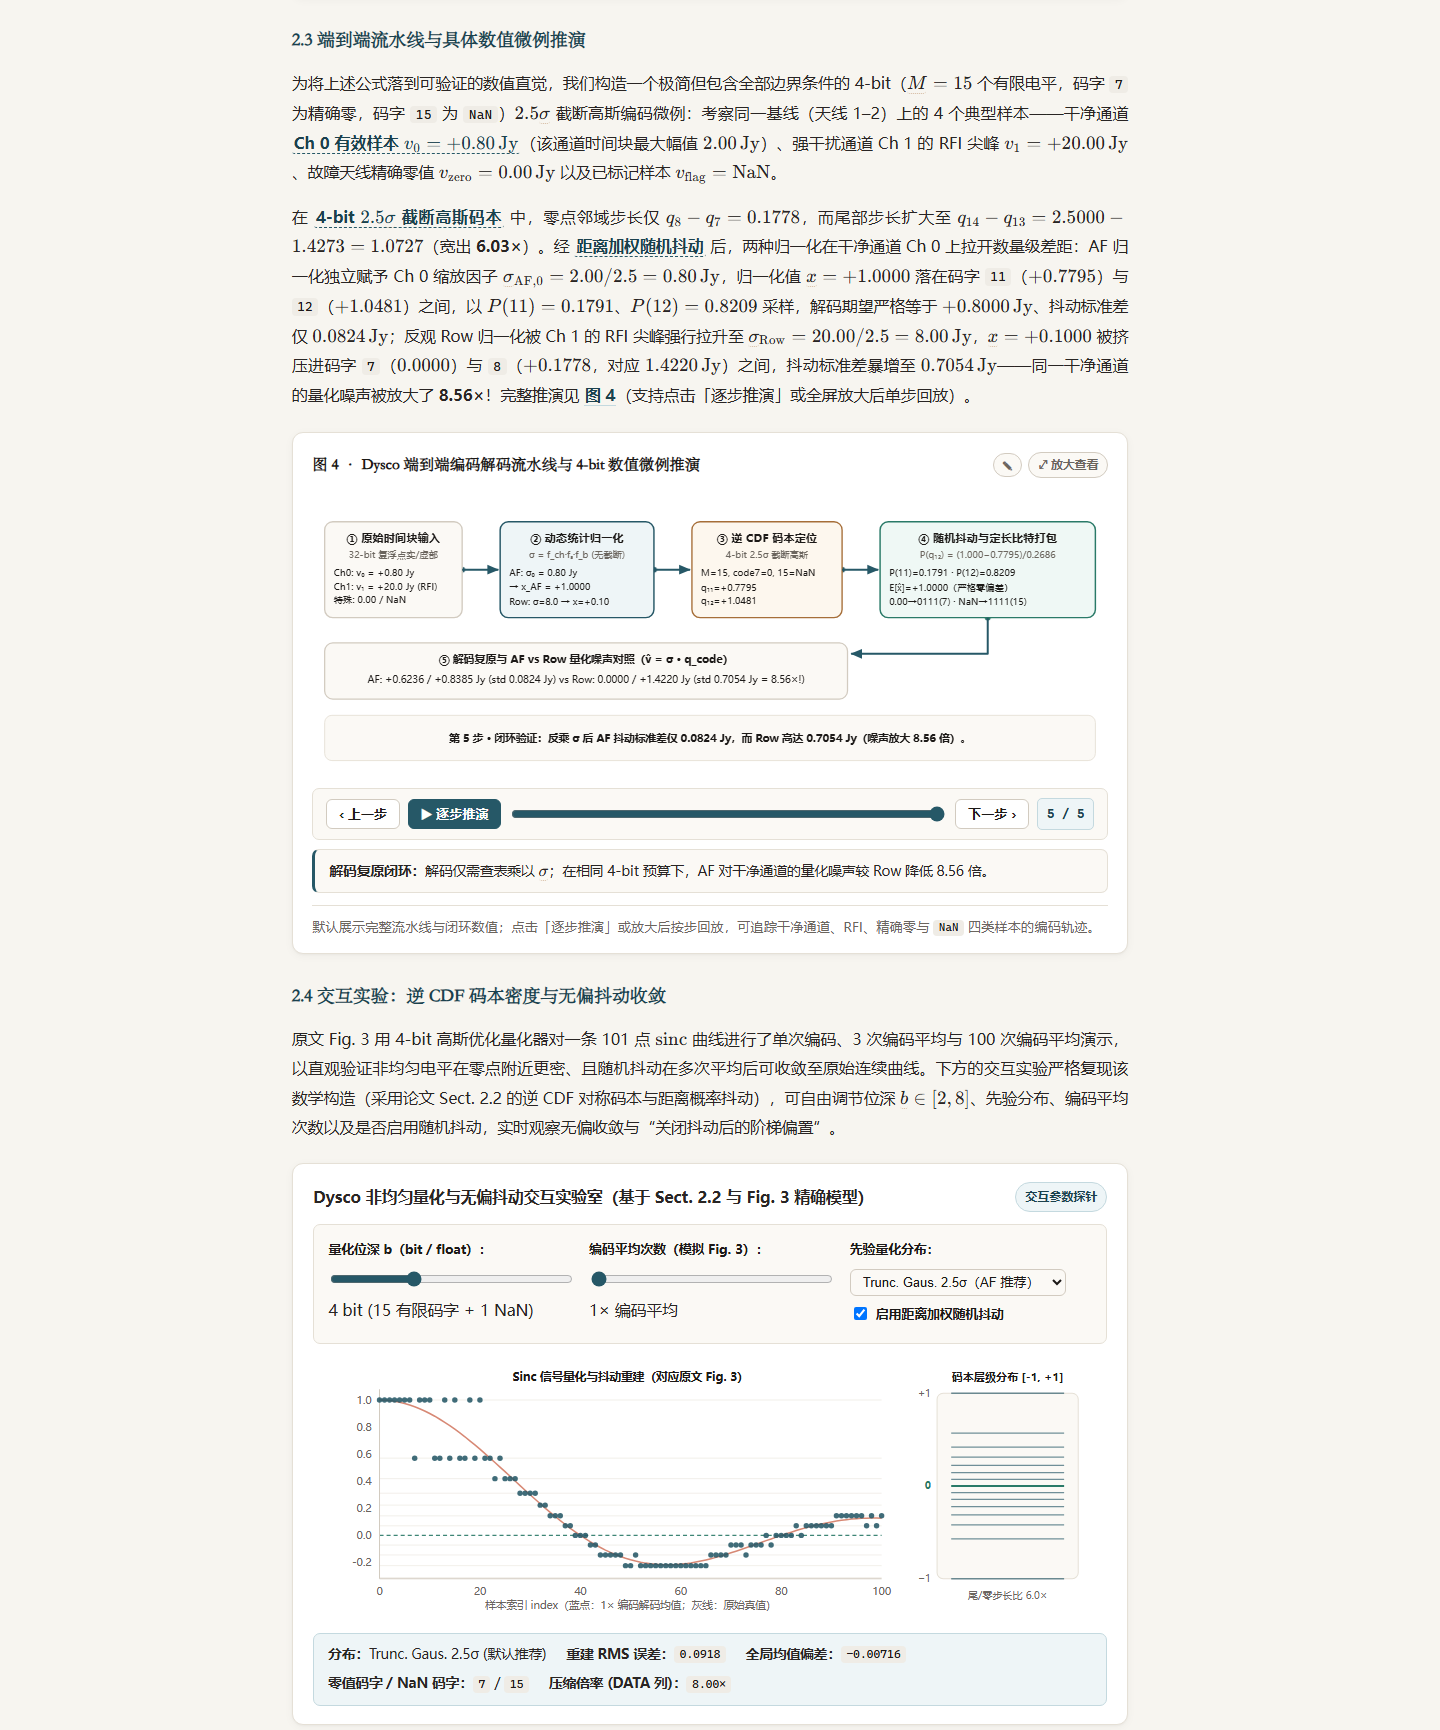 2.3 端到端流水线与具体数值微例推演
为将上述公式落到可验证的数值直觉，我们构造一个极简但包含全部边界条件的 4-bit（M = 15 个有限电平，码字 7
为精确零，码字 15 为 NaN）2.5σ 截断高斯编码微例：考察同一基线（天线 1–2）上的 4 个典型样本——干净通道
Ch 0 有效样本 v₀ = +0.80 Jy（该通道时间块最大幅值 2.00 Jy）、强干扰通道 Ch 1 的 RFI 尖峰 v₁ = +20.00 Jy
、故障天线精确零值 v_zero = 0.00 Jy 以及已标记样本 v_flag = NaN。
在 4-bit 2.5σ 截断高斯码本 中，零点邻域步长仅 q₈ − q₇ = 0.1778，而尾部步长扩大至 q₁₄ − q₁₃ = 2.5000 −
1.4273 = 1.0727（宽出 6.03×）。经 距离加权随机抖动 后，两种归一化在干净通道 Ch 0 上拉开数量级差距：AF 归
一化独立赋予 Ch 0 缩放因子 σ_AF,0 = 2.00/2.5 = 0.80 Jy，归一化值 x = +1.0000 落在码字 11（+0.7795）与
12（+1.0481）之间，以 P(11) = 0.1791、P(12) = 0.8209 采样，解码期望严格等于 +0.8000 Jy、抖动标准差
仅 0.0824 Jy；反观 Row 归一化被 Ch 1 的 RFI 尖峰强行拉升至 σ_Row = 20.00/2.5 = 8.00 Jy，x = +0.1000 被挤
压进码字 7（0.0000）与 8（+0.1778，对应 1.4220 Jy）之间，抖动标准差暴增至 0.7054 Jy——同一干净通道
的量化噪声被放大了 8.56×！完整推演见 图 4（支持点击「逐步推演」或全屏放大后单步回放）。
图 4 · Dysco 端到端编码解码流水线与 4-bit 数值微例推演
✎ ⤢ 放大查看
① 原始时间块输入
32-bit 复浮点实/虚部
Ch0: v₀ = +0.80 Jy
Ch1: v₁ = +20.0 Jy (RFI)
特殊: 0.00 / NaN
② 动态统计归一化
σ = f_ch·fₐ·f_b (无截断)
AF: σ₀ = 0.80 Jy
→ x_AF = +1.0000
Row: σ=8.0 → x=+0.10
③ 逆 CDF 码本定位
4-bit 2.5σ 截断高斯
M=15, code7=0, 15=NaN
q₁₁=+0.7795
q₁₂=+1.0481
④ 随机抖动与定长比特打包
P(q₁₂) = (1.000−0.7795)/0.2686
P(11)=0.1791 · P(12)=0.8209
E[x̂]=+1.0000（严格零偏差）
0.00→0111(7) · NaN→1111(15)
⑤ 解码复原与 AF vs Row 量化噪声对照（v̂ = σ • q_code）
AF: +0.6236 / +0.8385 Jy (std 0.0824 Jy) vs Row: 0.0000 / +1.4220 Jy (std 0.7054 Jy = 8.56×!)
第 5 步 • 闭环验证：反乘 σ 后 AF 抖动标准差仅 0.0824 Jy，而 Row 高达 0.7054 Jy（噪声放大 8.56 倍）。
‹ 上一步 ▶ 逐步推演 下一步 › 5 / 5
解码复原闭环：解码仅需查表乘以 σ；在相同 4-bit 预算下，AF 对干净通道的量化噪声较 Row 降低 8.56 倍。
默认展示完整流水线与闭环数值；点击「逐步推演」或放大后按步回放，可追踪干净通道、RFI、精确零与 NaN 四类样本的编码轨迹。
2.4 交互实验：逆 CDF 码本密度与无偏抖动收敛
原文 Fig. 3 用 4-bit 高斯优化量化器对一条 101 点 sinc 曲线进行了单次编码、3 次编码平均与 100 次编码平均演示，
以直观验证非均匀电平在零点附近更密、且随机抖动在多次平均后可收敛至原始连续曲线。下方的交互实验严格复现该
数学构造（采用论文 Sect. 2.2 的逆 CDF 对称码本与距离概率抖动），可自由调节位深 b ∈ [2, 8]、先验分布、编码平均
次数以及是否启用随机抖动，实时观察无偏收敛与“关闭抖动后的阶梯偏置”。
Dysco 非均匀量化与无偏抖动交互实验室（基于 Sect. 2.2 与 Fig. 3 精确模型）
交互参数探针
量化位深 b（bit / float）：
4 bit (15 有限码字 + 1 NaN)
编码平均次数（模拟 Fig. 3）：
1× 编码平均
先验量化分布：
Trunc. Gaus. 2.5σ（AF 推荐）
启用距离加权随机抖动
Sinc 信号量化与抖动重建（对应原文 Fig. 3）
1.0
0.8
0.6
0.4
0.2
0.0
-0.2
0 20 40 60 80 100
样本索引 index（蓝点：1× 编码解码均值；灰线：原始真值）
码本层级分布 [-1, +1]
+1
0
−1
尾/零步长比 6.0×
分布：Trunc. Gaus. 2.5σ (默认推荐) 重建 RMS 误差：0.0918 全局均值偏差：−0.00716
零值码字 / NaN 码字：7 / 15 压缩倍率 (DATA 列)：8.00×